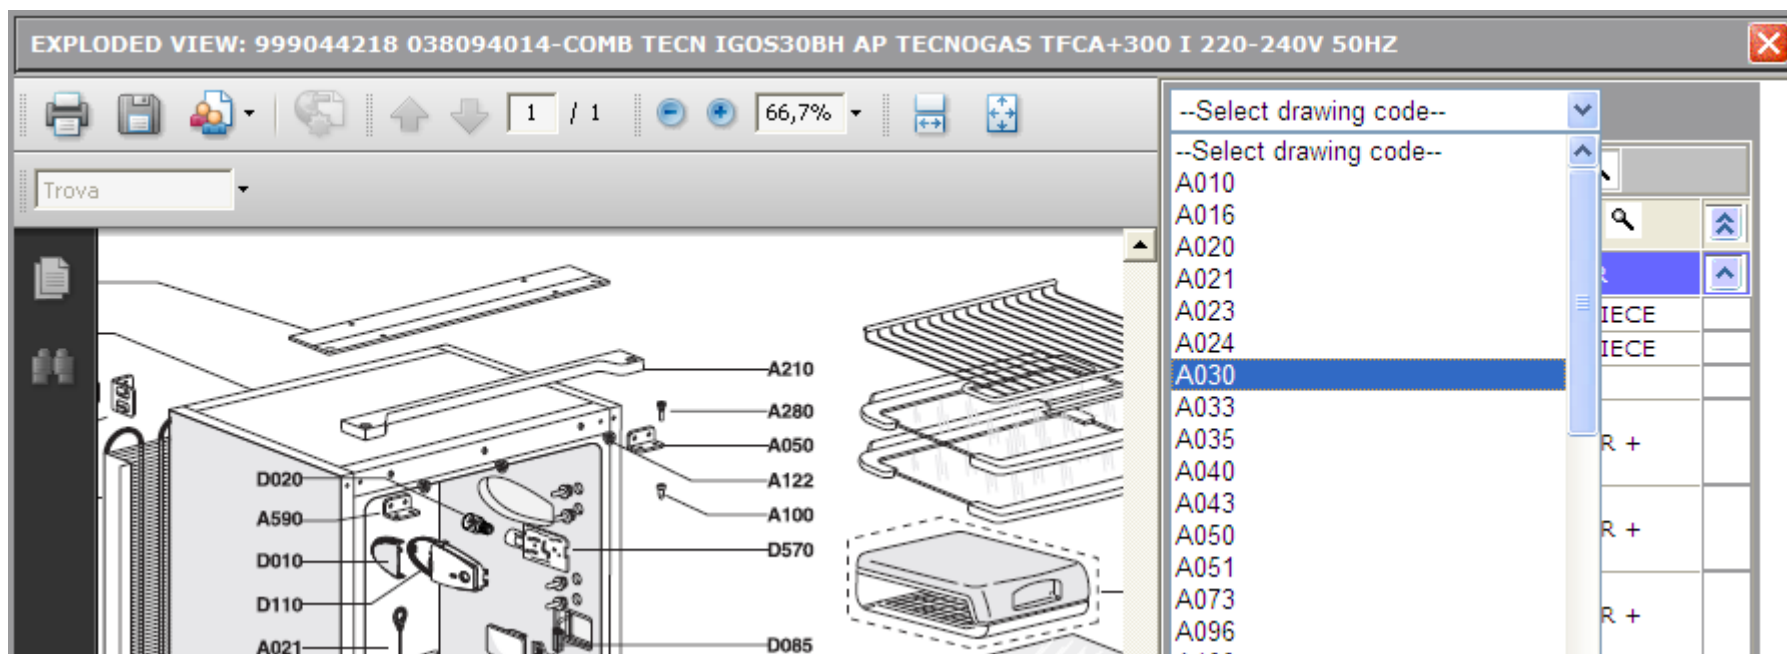 EXPLODED VIEW: 999044218 038094014-COMB TECN IGOS30BH AP TECNOGAS TFCA+300 I 220-240V 50HZ
1 / 1
66,7%
Trova
--Select drawing code--
--Select drawing code--
A010
A016
A020
A021
A023
A024
A030
A033
A035
A040
A043
A050
A051
A073
A096
IECE
IECE
R +
R +
R +
A210
A280
A050
A122
A100
D570
D085
D020
A590
D010
D110
A021